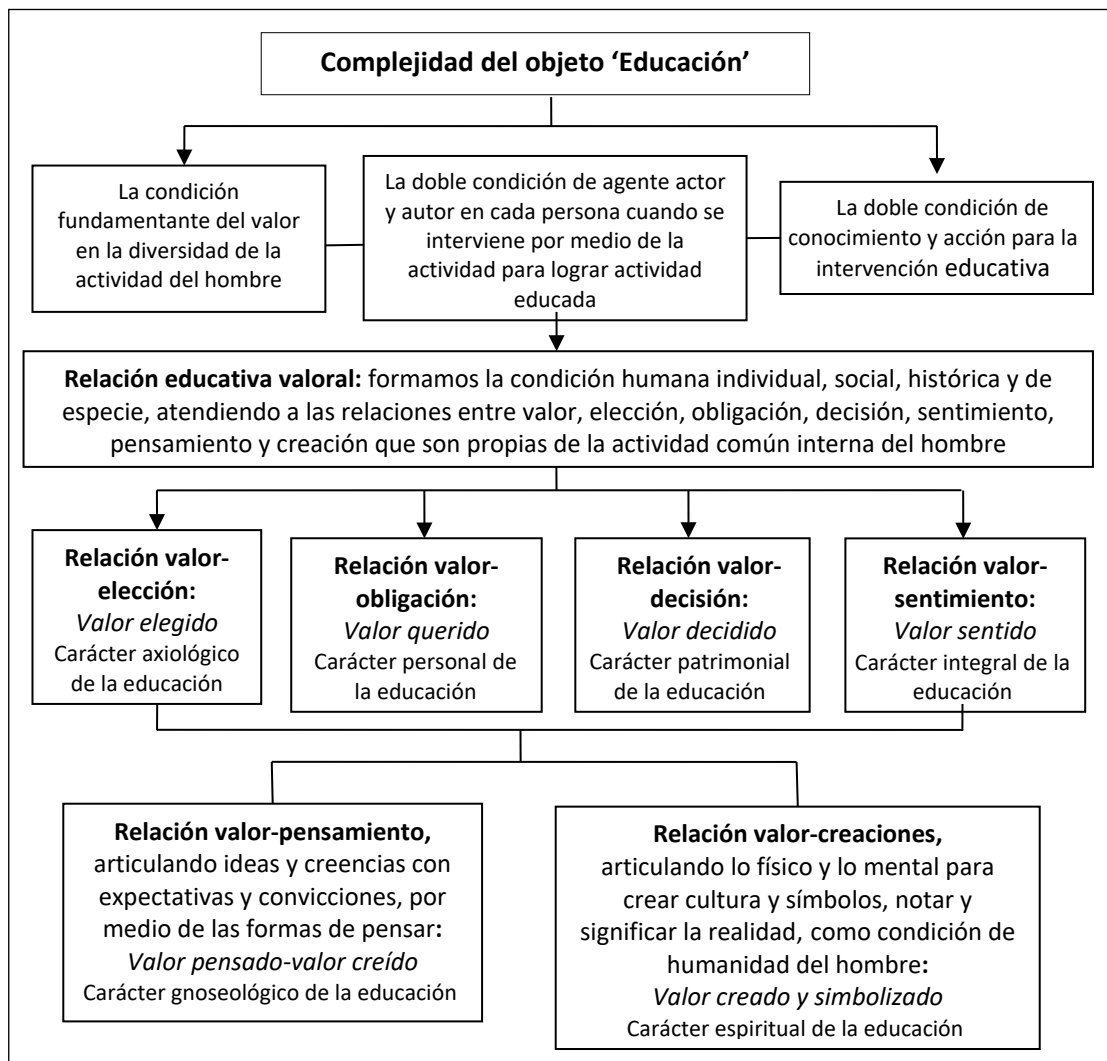 Complejidad del objeto ‘Educación’
La condición
fundamentante del valor
en la diversidad de la
actividad del hombre
La doble condición de agente actor
y autor en cada persona cuando se
interviene por medio de la
actividad para lograr actividad
educada
La doble condición de
conocimiento y acción para la
intervención educativa
Relación educativa valoral: formamos la condición humana individual, social, histórica y de
especie, atendiendo a las relaciones entre valor, elección, obligación, decisión, sentimiento,
pensamiento y creación que son propias de la actividad común interna del hombre
Relación valor-
elección:
Valor elegido
Carácter axiológico
de la educación
Relación valor-
obligación:
Valor querido
Carácter personal de
la educación
Relación valor-
decisión:
Valor decidido
Carácter patrimonial
de la educación
Relación valor-
sentimiento:
Valor sentido
Carácter integral de la
educación
Relación valor-pensamiento,
articulando ideas y creencias con
expectativas y convicciones, por
medio de las formas de pensar:
Valor pensado-valor creído
Carácter gnoseológico de la educación
Relación valor-creaciones,
articulando lo físico y lo mental para
crear cultura y símbolos, notar y
significar la realidad, como condición de
humanidad del hombre:
Valor creado y simbolizado
Carácter espiritual de la educación